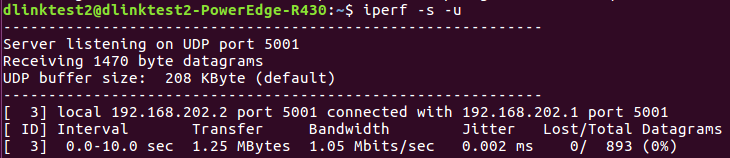 dlinktest2@dlinktest2-PowerEdge-R430:~$ iperf -s -u
------------------------------------------------------------
Server listening on UDP port 5001
Receiving 1470 byte datagrams
UDP buffer size:  208 KByte (default)
------------------------------------------------------------
[  3] local 192.168.202.2 port 5001 connected with 192.168.202.1 port 5001
[ ID] Interval       Transfer     Bandwidth        Jitter   Lost/Total Datagrams
[  3]  0.0-10.0 sec  1.25 MBytes  1.05 Mbits/sec   0.002 ms    0/  893 (0%)